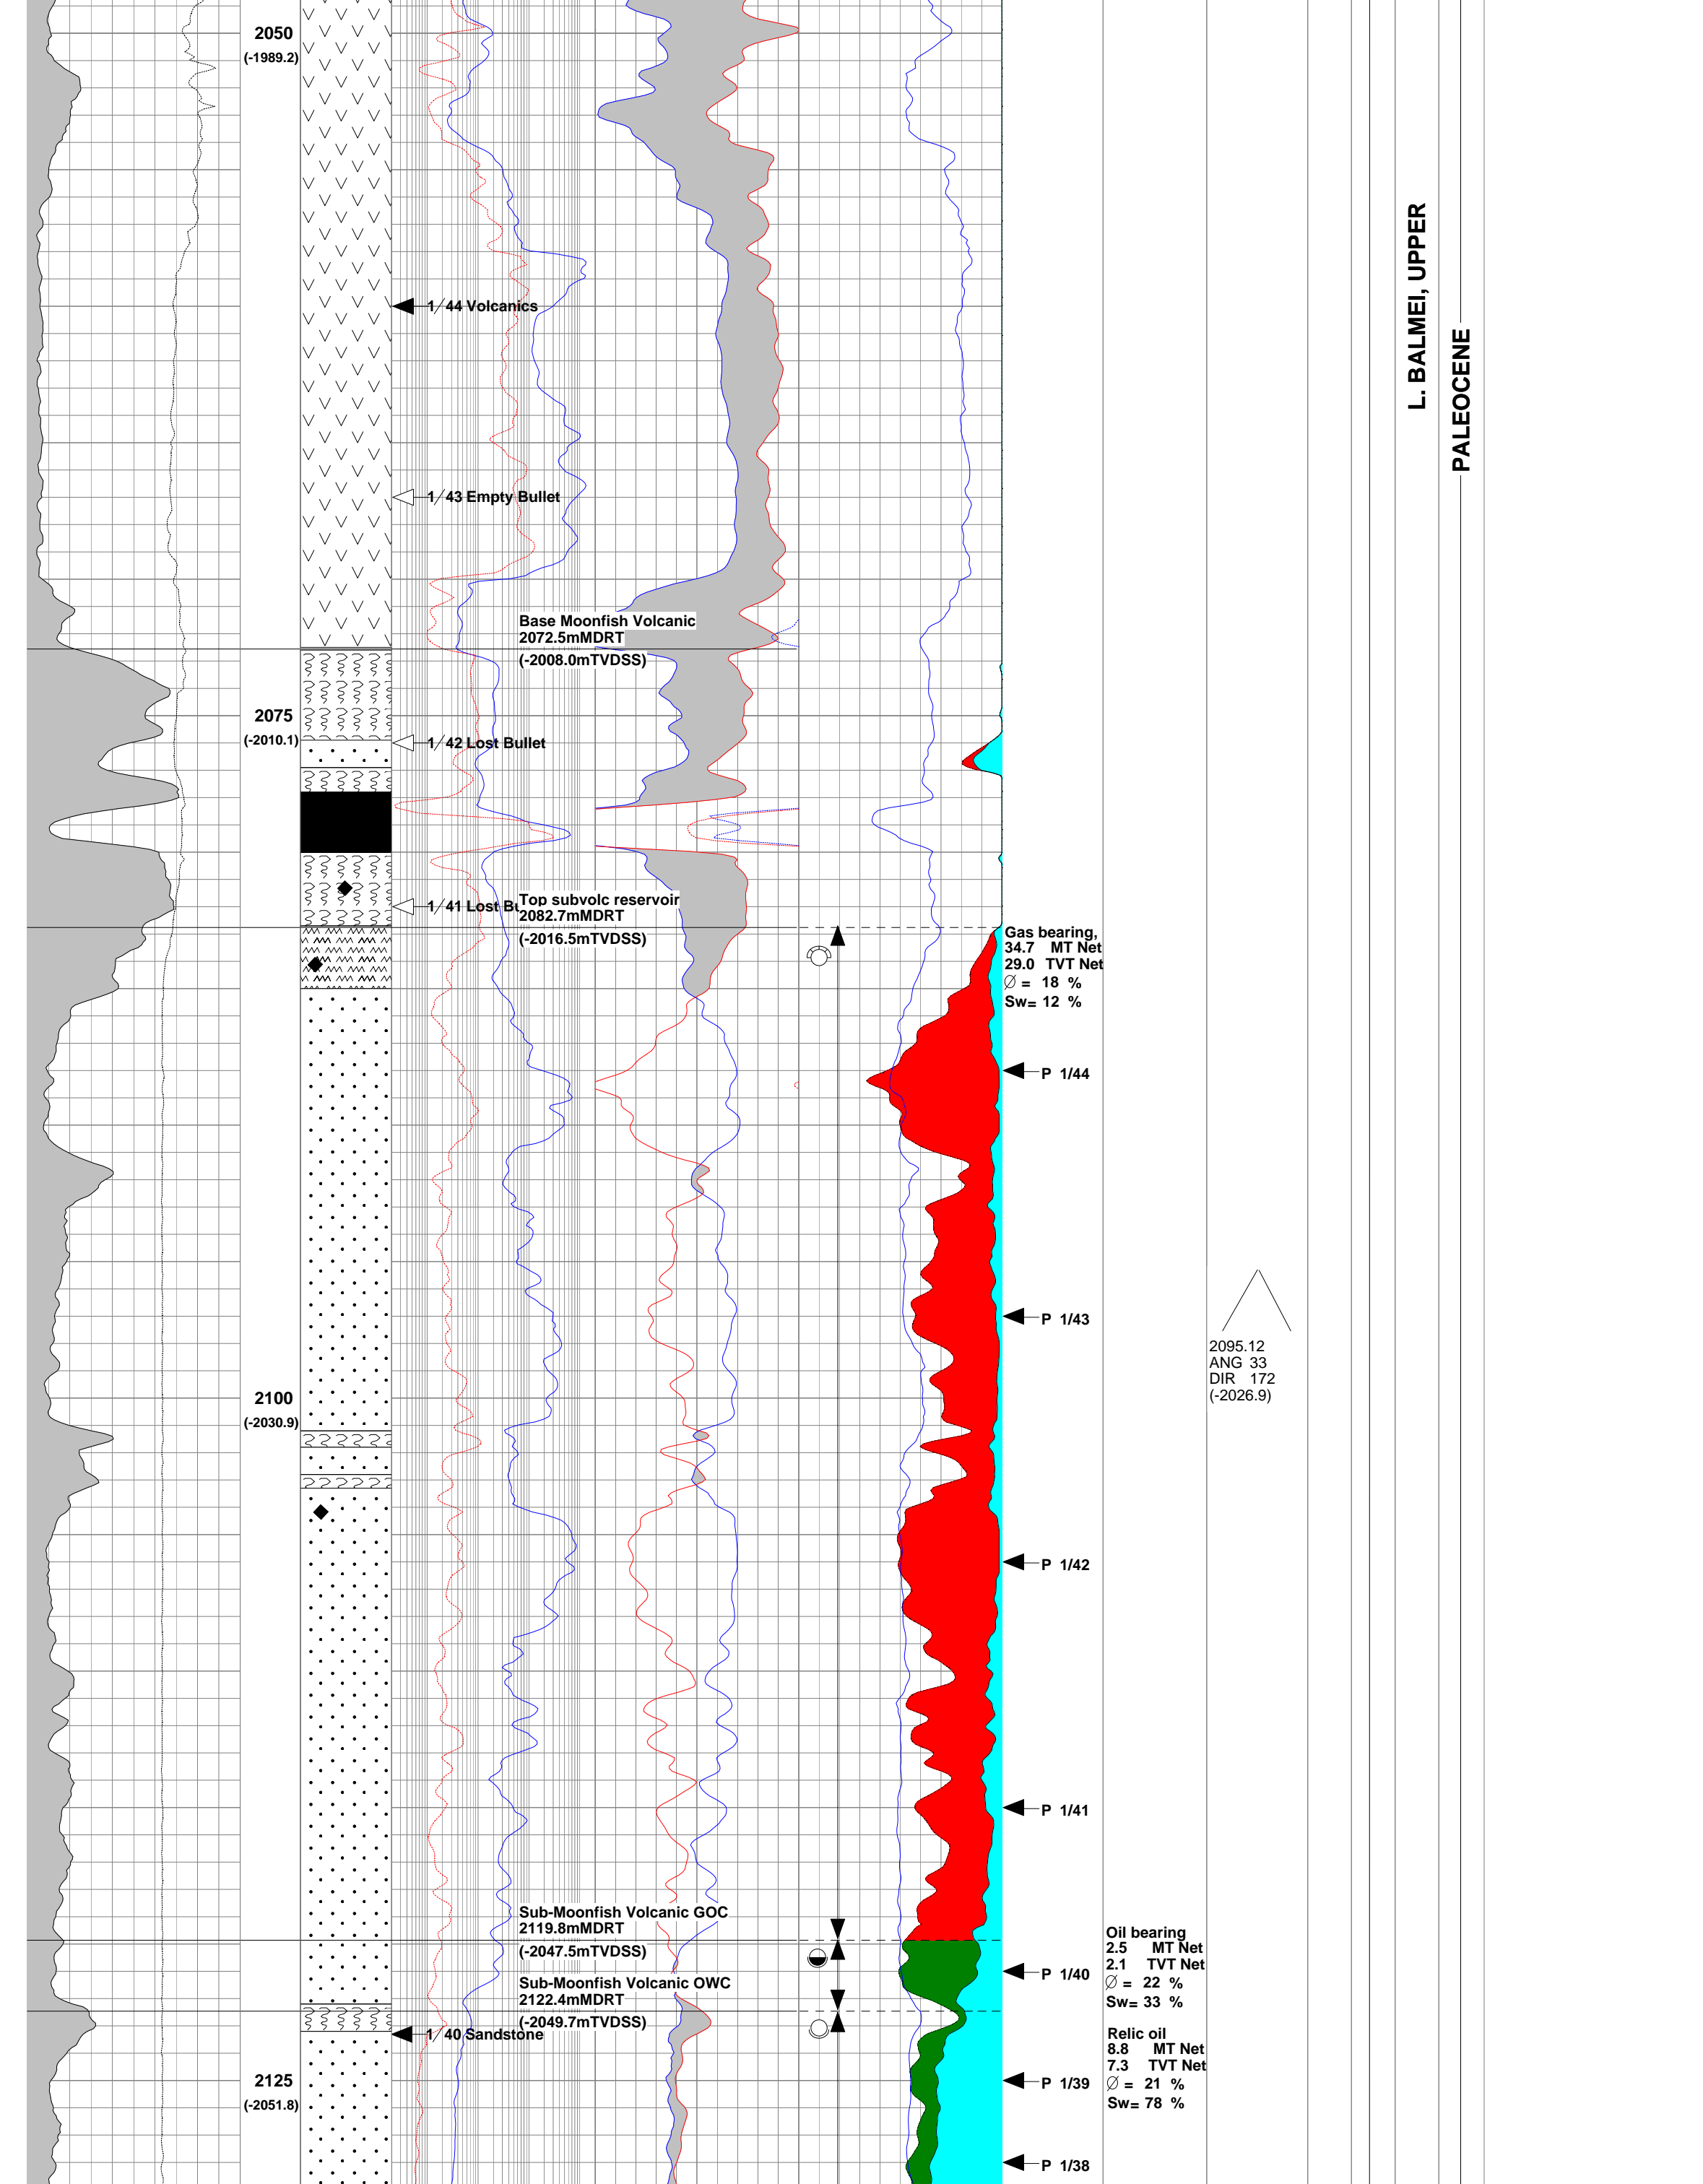 2050
(-1989.2)
L. BALMEI, UPPER
PALEOCENE
1/44 Volcanics
1/43 Empty Bullet
Base Moonfish Volcanic
2072.5mMDRT
(-2008.0mTVDSS)
2075
(-2010.1)
1/42 Lost Bullet
Top subvolc reservoir
1/41 Lost Bu
2082.7mMDRT
(-2016.5mTVDSS)
Gas bearing,
34.7 MT Net
29.0 TVT Net
Ø = 18 %
Sw= 12 %
P 1/44
P 1/43
2095.12
ANG 33
DIR 172
(-2026.9)
2100
(-2030.9)
P 1/42
P 1/41
Sub-Moonfish Volcanic GOC
2119.8mMDRT
(-2047.5mTVDSS)
Oil bearing
2.5 MT Net
2.1 TVT Net
Ø = 22 %
Sw= 33 %
P 1/40
Sub-Moonfish Volcanic OWC
2122.4mMDRT
(-2049.7mTVDSS)
1/40 Sandstone
Relic oil
8.8 MT Net
7.3 TVT Net
Ø = 21 %
Sw= 78 %
2125
(-2051.8)
P 1/39
P 1/38